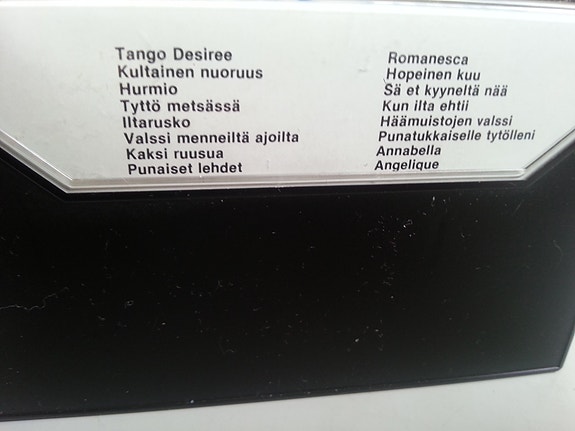 Tango Desiree
Kultainen nuoruus
Hurmio
Tyttö metsässä
Iltarusko
Valssi menneiltä ajoilta
Kaksi ruusua
Punaiset lehdet
Romanesca
Hopeinen kuu
Sä et kyyneltä nää
Kun ilta ehtii
Häämuistojen valssi
Punatukkaiselle tytölleni
Annabella
Angelique